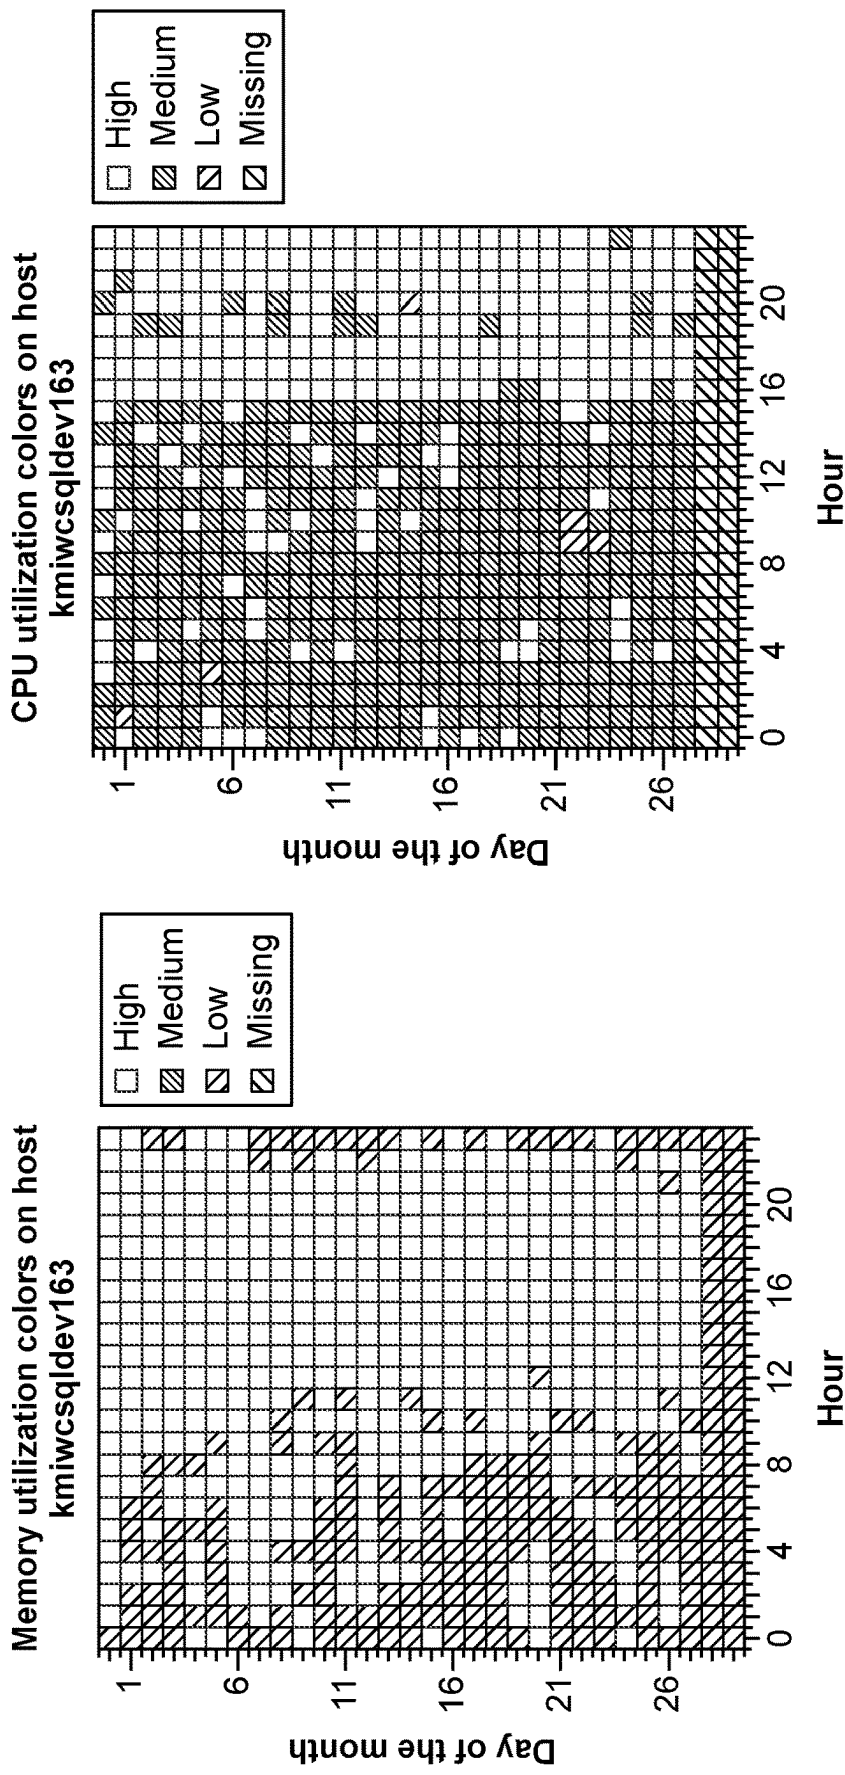 Memory utilization colors on host
kmiwcsqldev163
High
Medium
Low
Missing
Day of the month
1
6
11
16
21
26
0
4
8
12
16
20
Hour
CPU utilization colors on host
kmiwcsqldev163
High
Medium
Low
Missing
Day of the month
1
6
11
16
21
26
0
4
8
12
16
20
Hour